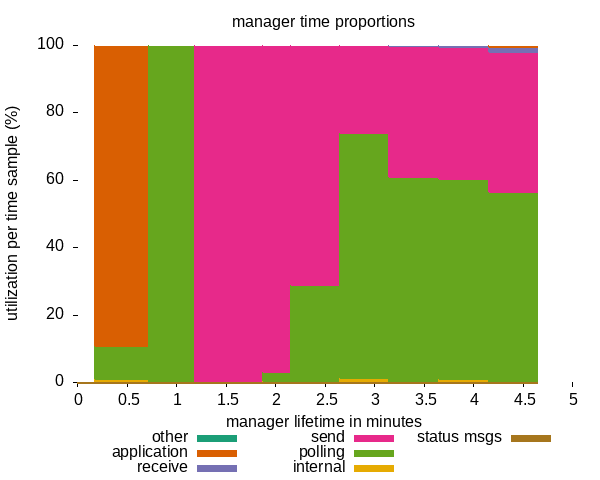 manager time proportions
utilization per time sample (%)
100
80
60
40
20
0
0 0.5 1 1.5 2 2.5 3 3.5 4 4.5 5
manager lifetime in minutes
other send status msgs
application polling
receive internal